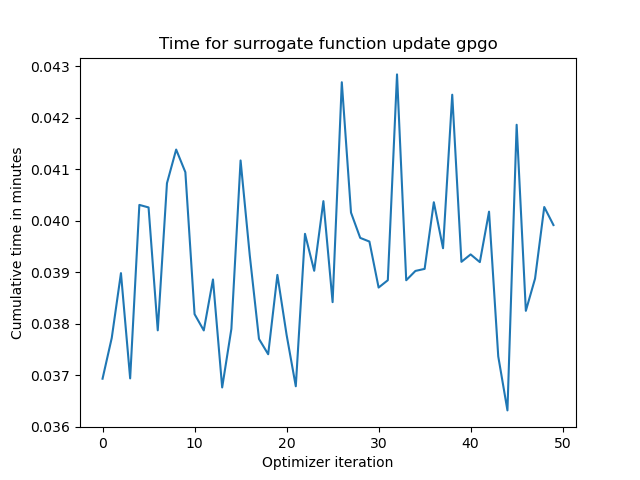 Time for surrogate function update gpgo
0.043
0.042
0.041
0.040
0.039
0.038
0.037
0.036
Cumulative time in minutes
0 10 20 30 40 50
Optimizer iteration